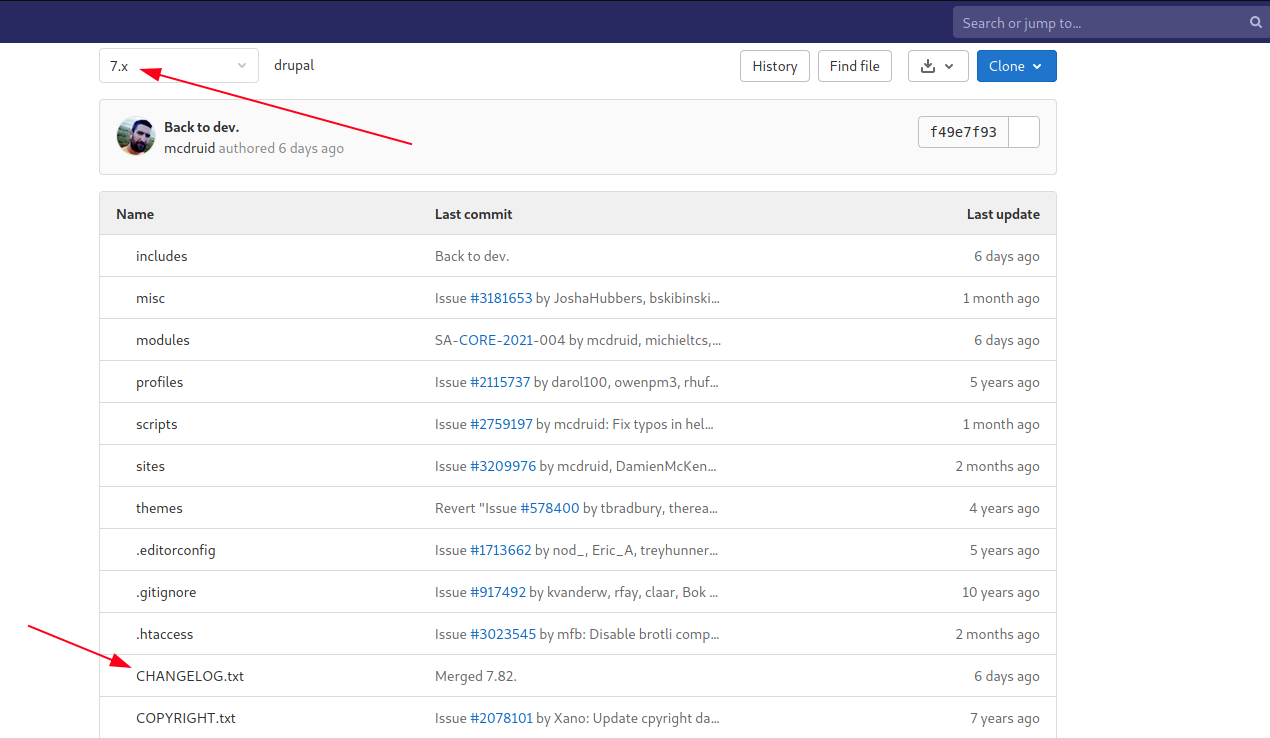 Search or jump to…
7.x drupal History Find file Clone
Back to dev.
mcdruid authored 6 days ago f49e7f93
Name Last commit Last update
includes Back to dev. 6 days ago
misc Issue #3181653 by JoshaHubbers, bskibinski... 1 month ago
modules SA-CORE-2021-004 by mcdruid, michieltcs,... 6 days ago
profiles Issue #2115737 by darol100, owenpm3, rhuf... 5 years ago
scripts Issue #2759197 by mcdruid: Fix typos in hel... 1 month ago
sites Issue #3209976 by mcdruid, DamienMcKen... 2 months ago
themes Revert "Issue #578400 by tbradbury, therea... 4 years ago
.editorconfig Issue #1713662 by nod_, Eric_A, treyhunner... 5 years ago
.gitignore Issue #917492 by kvanderw, rfay, claar, Bok ... 10 years ago
.htaccess Issue #3023545 by mfb: Disable brotli comp... 2 months ago
CHANGELOG.txt Merged 7.82. 6 days ago
COPYRIGHT.txt Issue #2078101 by Xano: Update cpyright da... 7 years ago